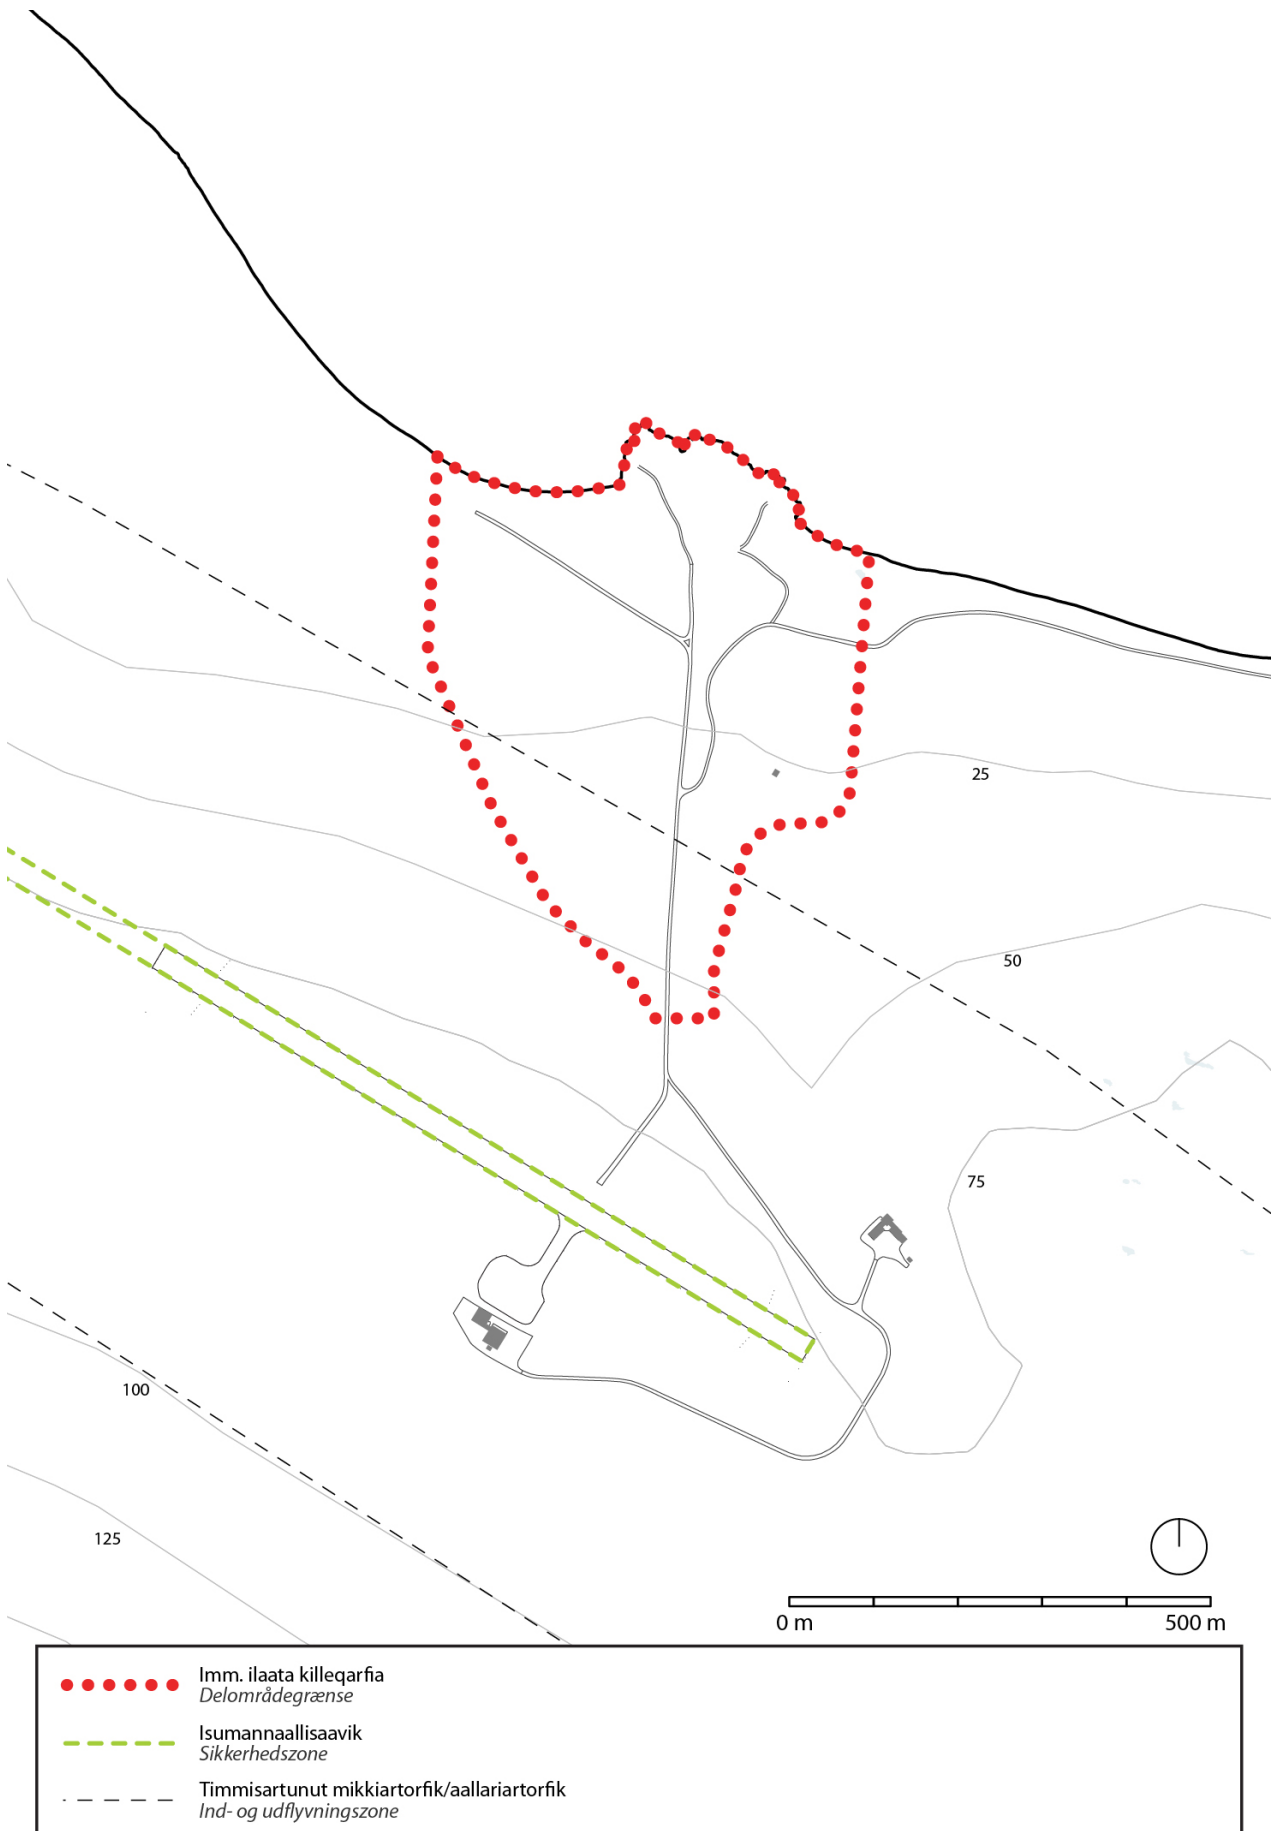 25
50
75
100
125
0 m 500 m
Imm. ilaata killeqarfia
Delområdegrænse
Isumannaallisaavik
Sikkerhedszone
Timmisartunut mikkiartorfik/aallariartorfik
Ind- og udflyvningszone